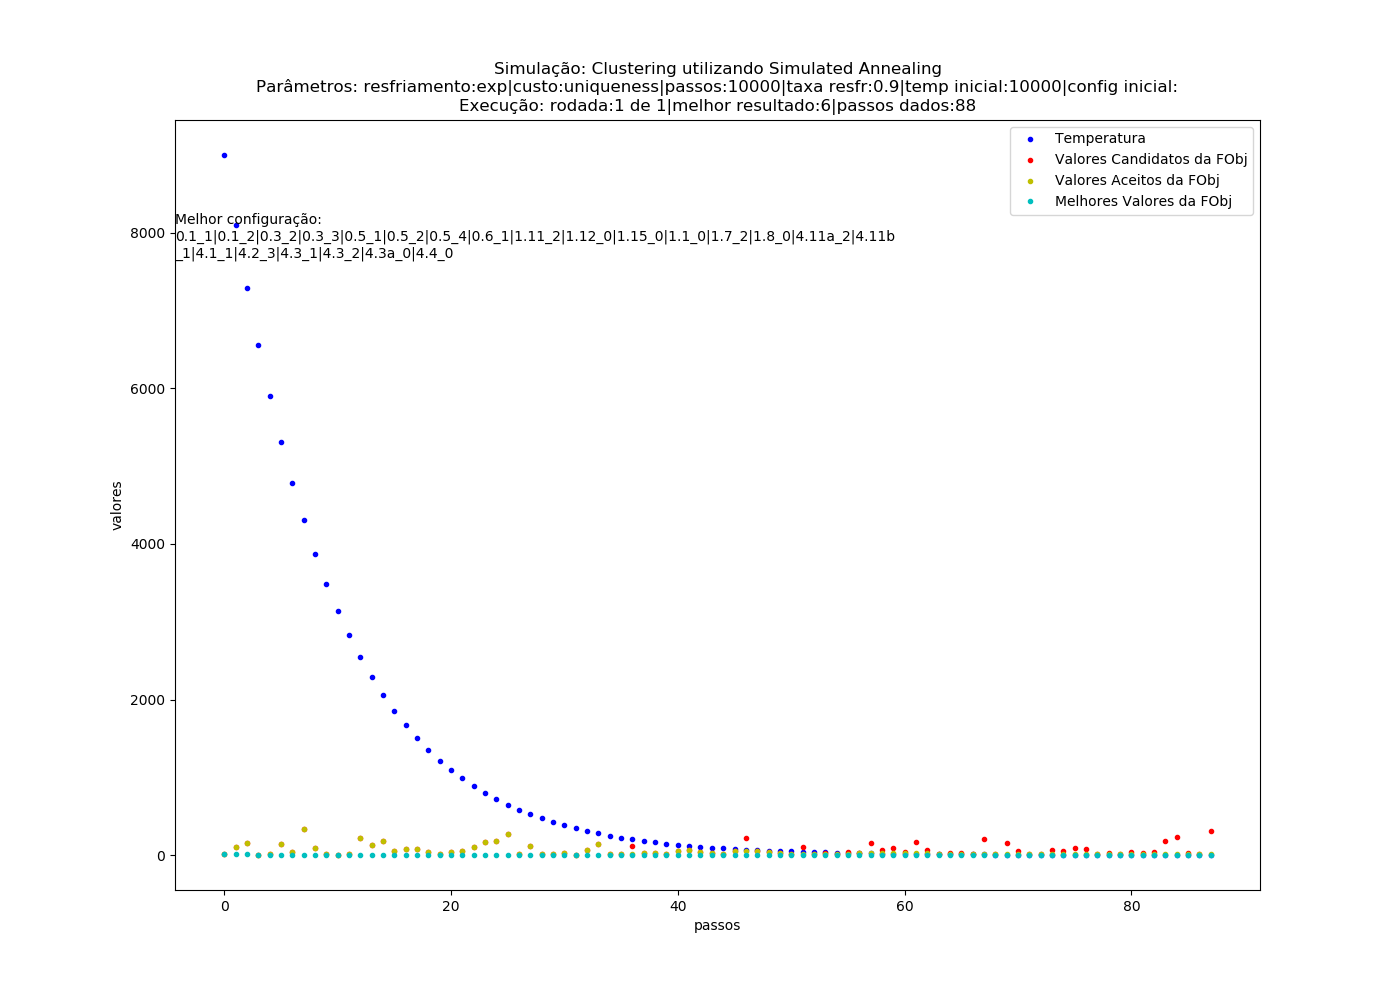 Simulação: Clustering utilizando Simulated Annealing
Parâmetros: resfriamento:exp|custo:uniqueness|passos:10000|taxa resfr:0.9|temp inicial:10000|config inicial:
Execução: rodada:1 de 1|melhor resultado:6|passos dados:88
Temperatura
Valores Candidatos da FObj
Valores Aceitos da FObj
Melhores Valores da FObj
Melhor configuração:
0.1_1|0.1_2|0.3_2|0.3_3|0.5_1|0.5_2|0.5_4|0.6_1|1.11_2|1.12_0|1.15_0|1.1_0|1.7_2|1.8_0|4.11a_2|4.11b
_1|4.1_1|4.2_3|4.3_1|4.3_2|4.3a_0|4.4_0
8000
6000
4000
2000
0
valores
0 20 40 60 80
passos